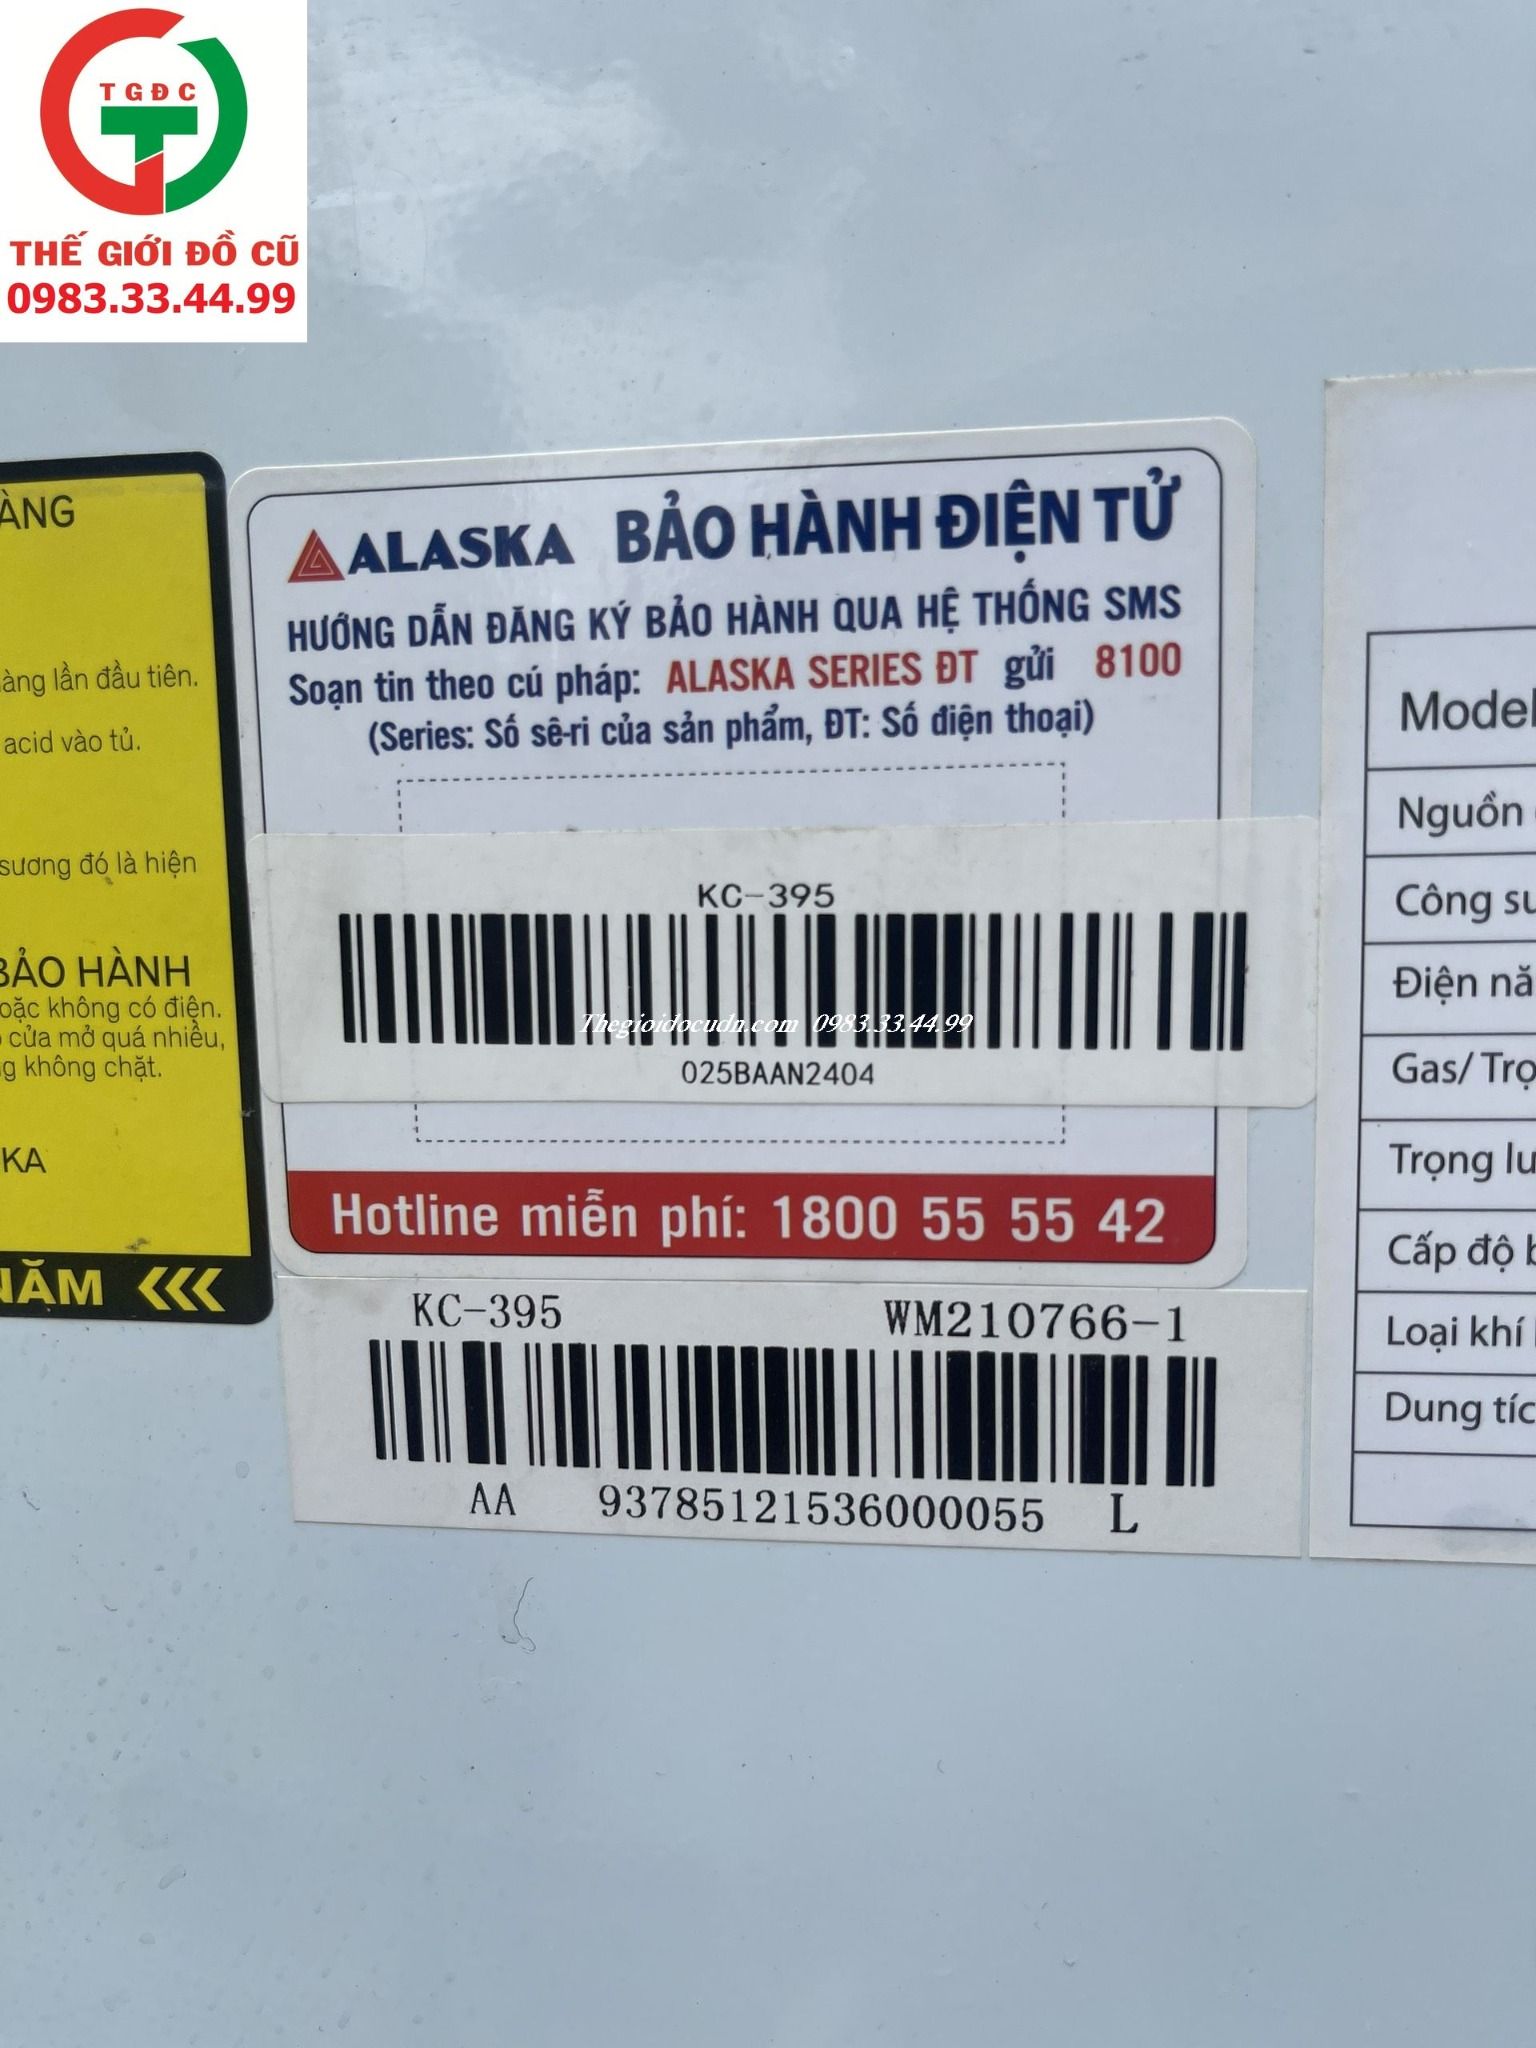 TGĐC
THẾ GIỚI ĐỒ CŨ
0983.33.44.99
ÀNG
àng lần đầu tiên.
acid vào tủ.
sương đó là hiện
BẢO HÀNH
oặc không có điện.
cửa mở quá nhiều,
g không chặt.
KA
NĂM
ALASKA BẢO HÀNH ĐIỆN TỬ
HƯỚNG DẪN ĐĂNG KÝ BẢO HÀNH QUA HỆ THỐNG SMS
Soạn tin theo cú pháp: ALASKA SERIES ĐT gửi 8100
(Series: Số sê-ri của sản phẩm, ĐT: Số điện thoại)
KC-395
Thegioidocudn.com 0983.33.44.99
025BAAN2404
Hotline miễn phí: 1800 55 55 42
KC-395 WM210766-1
AA 93785121536000055 L
Model
Nguồn
Công su
Điện nă
Gas/ Trọ
Trọng lư
Cấp độ b
Loại khí
Dung tíc